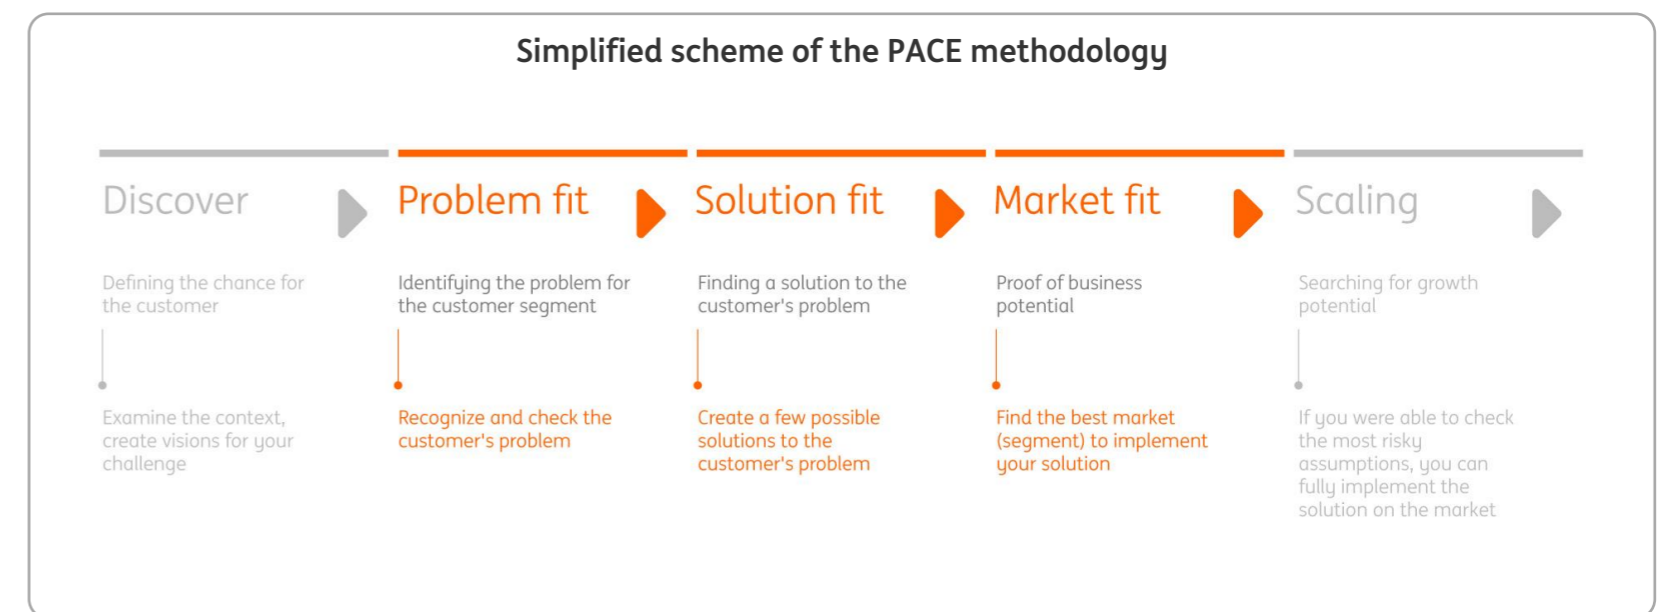 Simplified scheme of the PACE methodology
Discover
Defining the chance for
the customer
Examine the context,
create visions for your
challenge
Problem fit
Identifying the problem for
the customer segment
Recognize and check the
customer's problem
Solution fit
Finding a solution to the
customer's problem
Create a few possible
solutions to the
customer's problem
Market fit
Proof of business
potential
Find the best market
(segment) to implement
your solution
Scaling
Searching for growth
potential
If you were able to check
the most risky
assumptions, you can
fully implement the
solution on the market